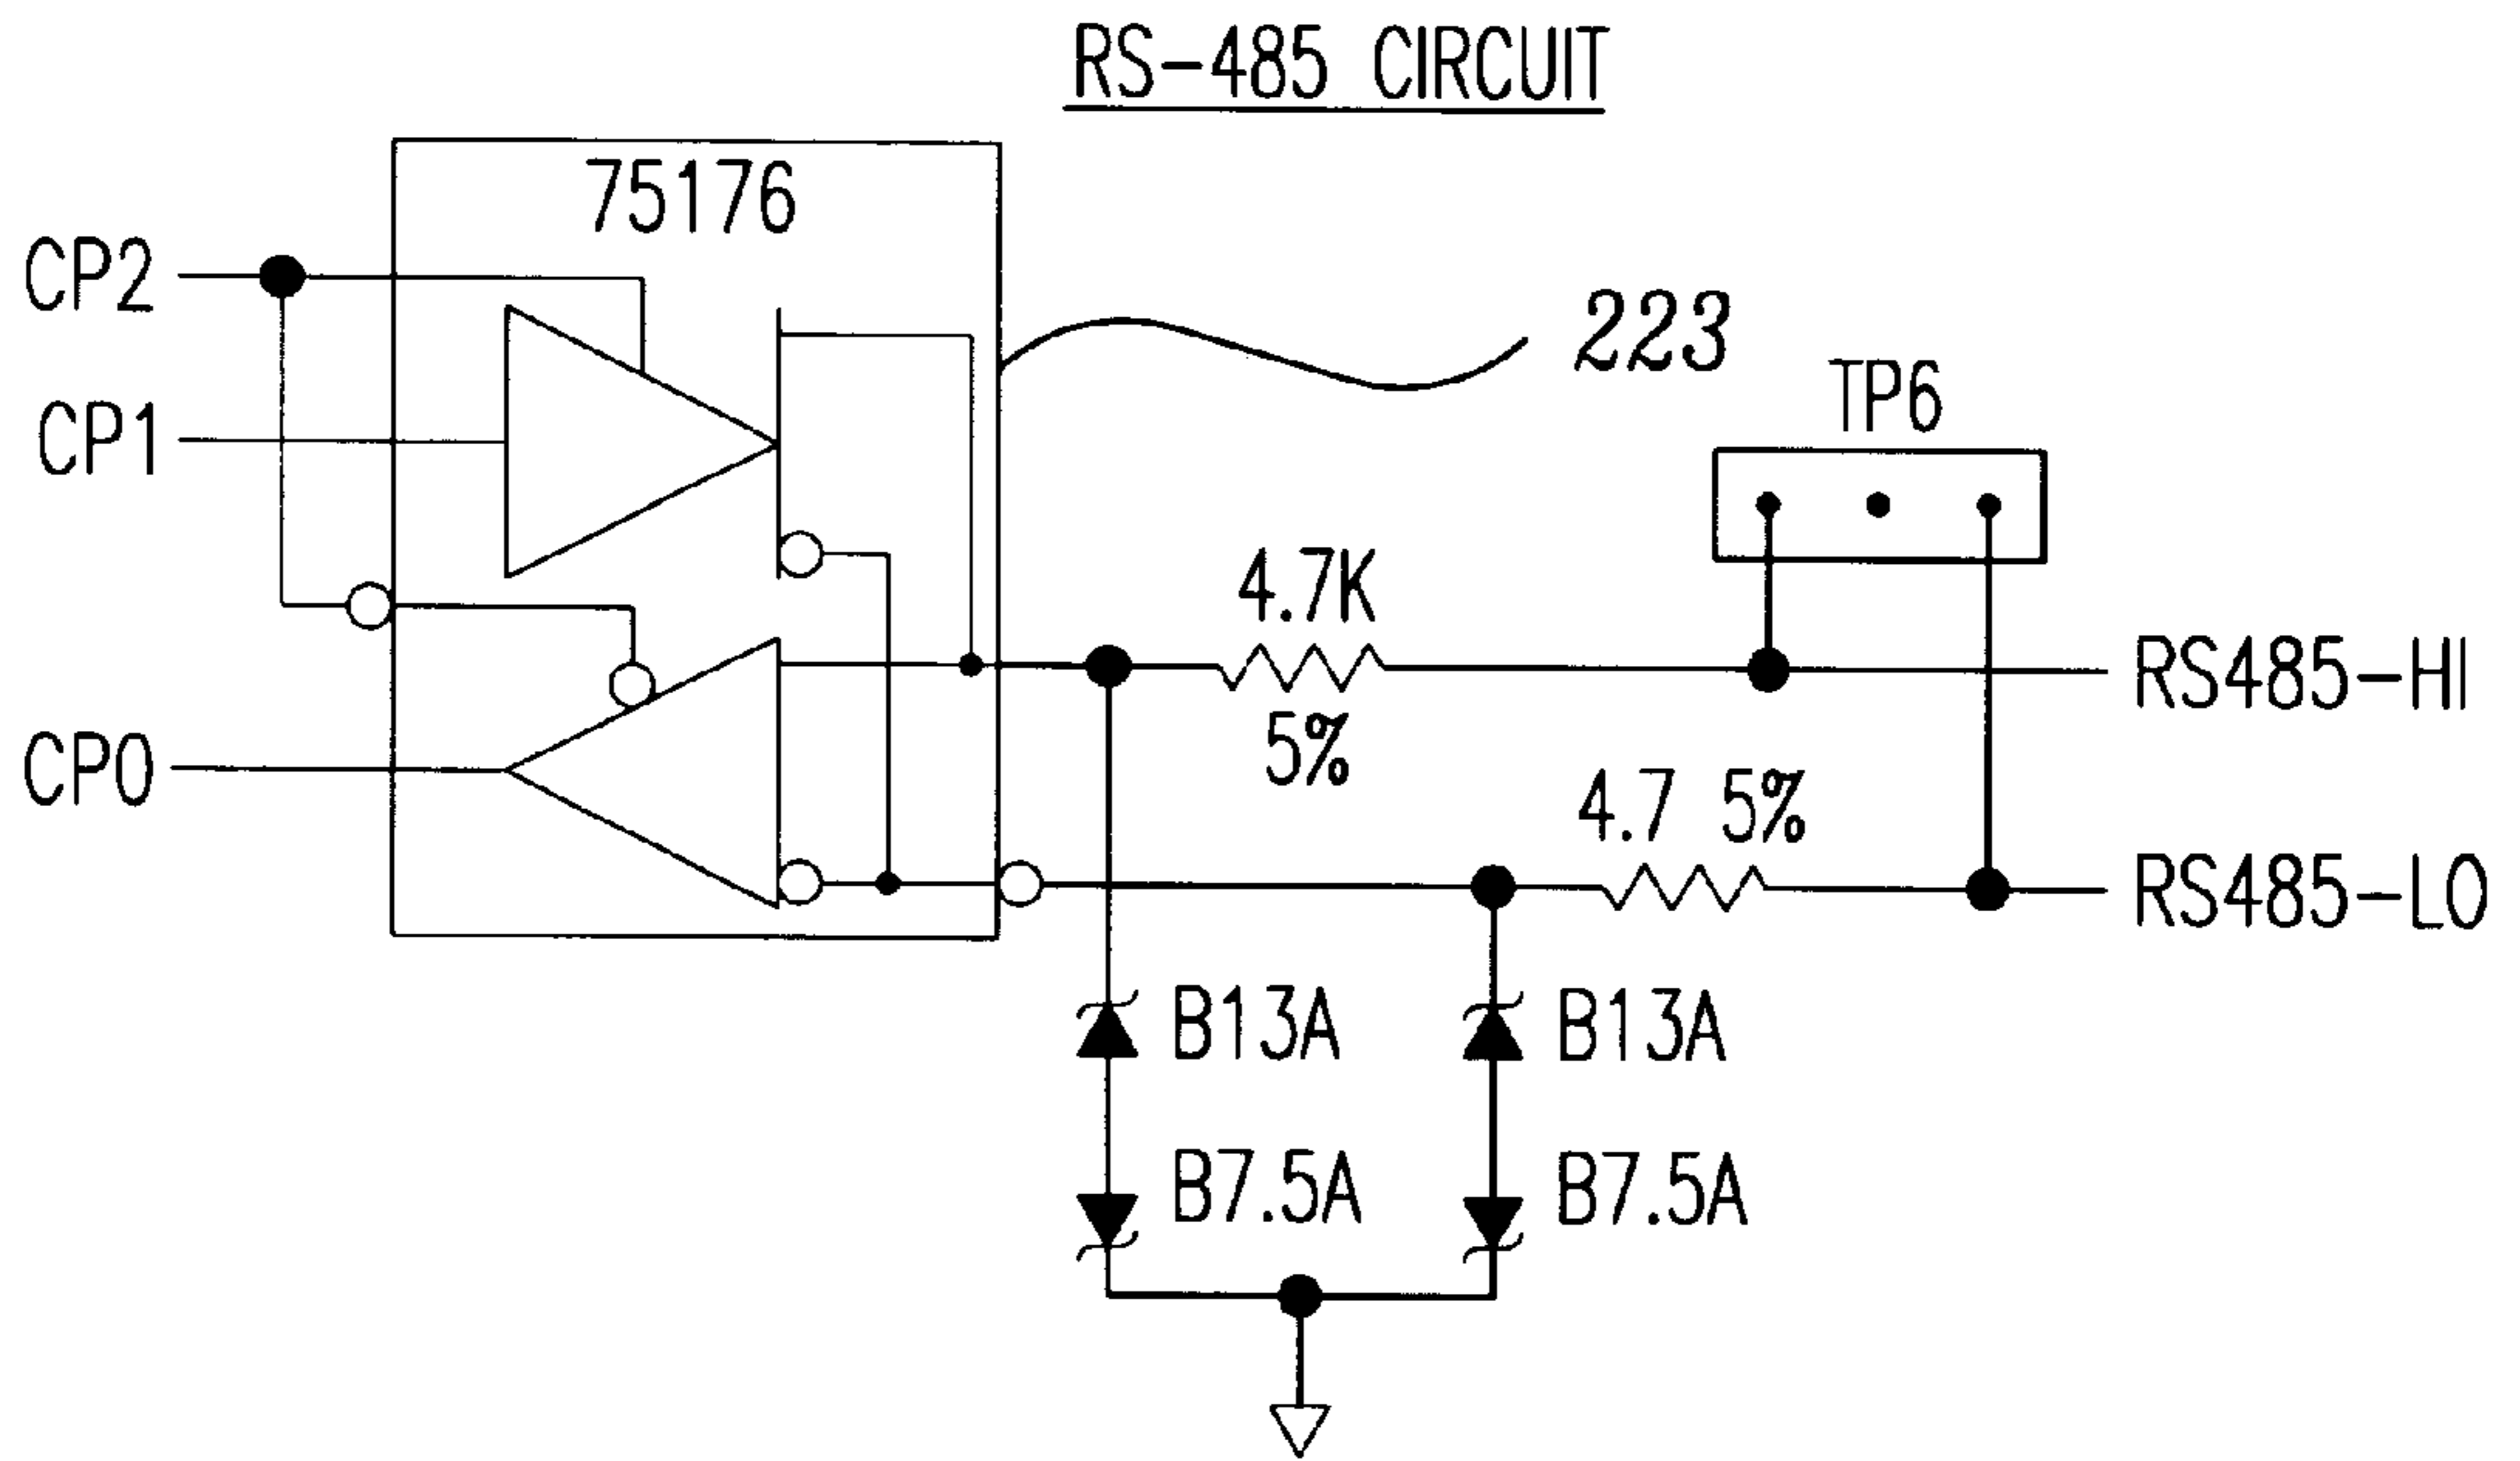 RS-485 CIRCUIT
75176
CP2
223
TP6
CP1
4.7K
5%
RS485-HI
CP0
4.7 5%
RS485-LO
B13A
B13A
B7.5A
B7.5A